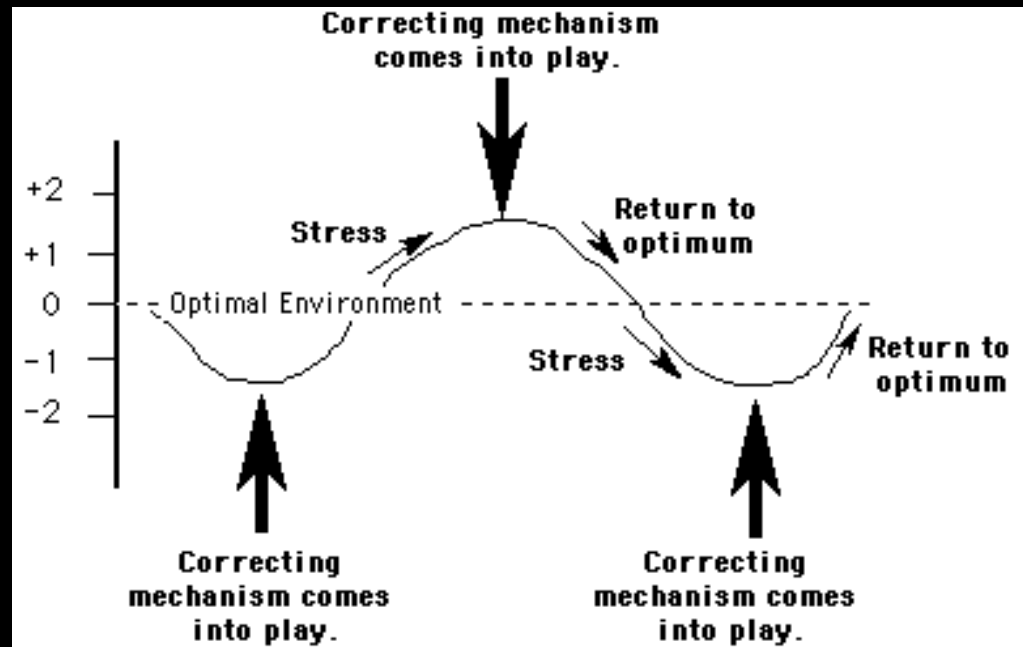 Correcting mechanism
comes into play.
+2
Return to
optimum
Stress
+1
0
Optimal Environment
-1
Stress
Return to
optimum
-2
Correcting
mechanism comes
into play.
Correcting
mechanism comes
into play.